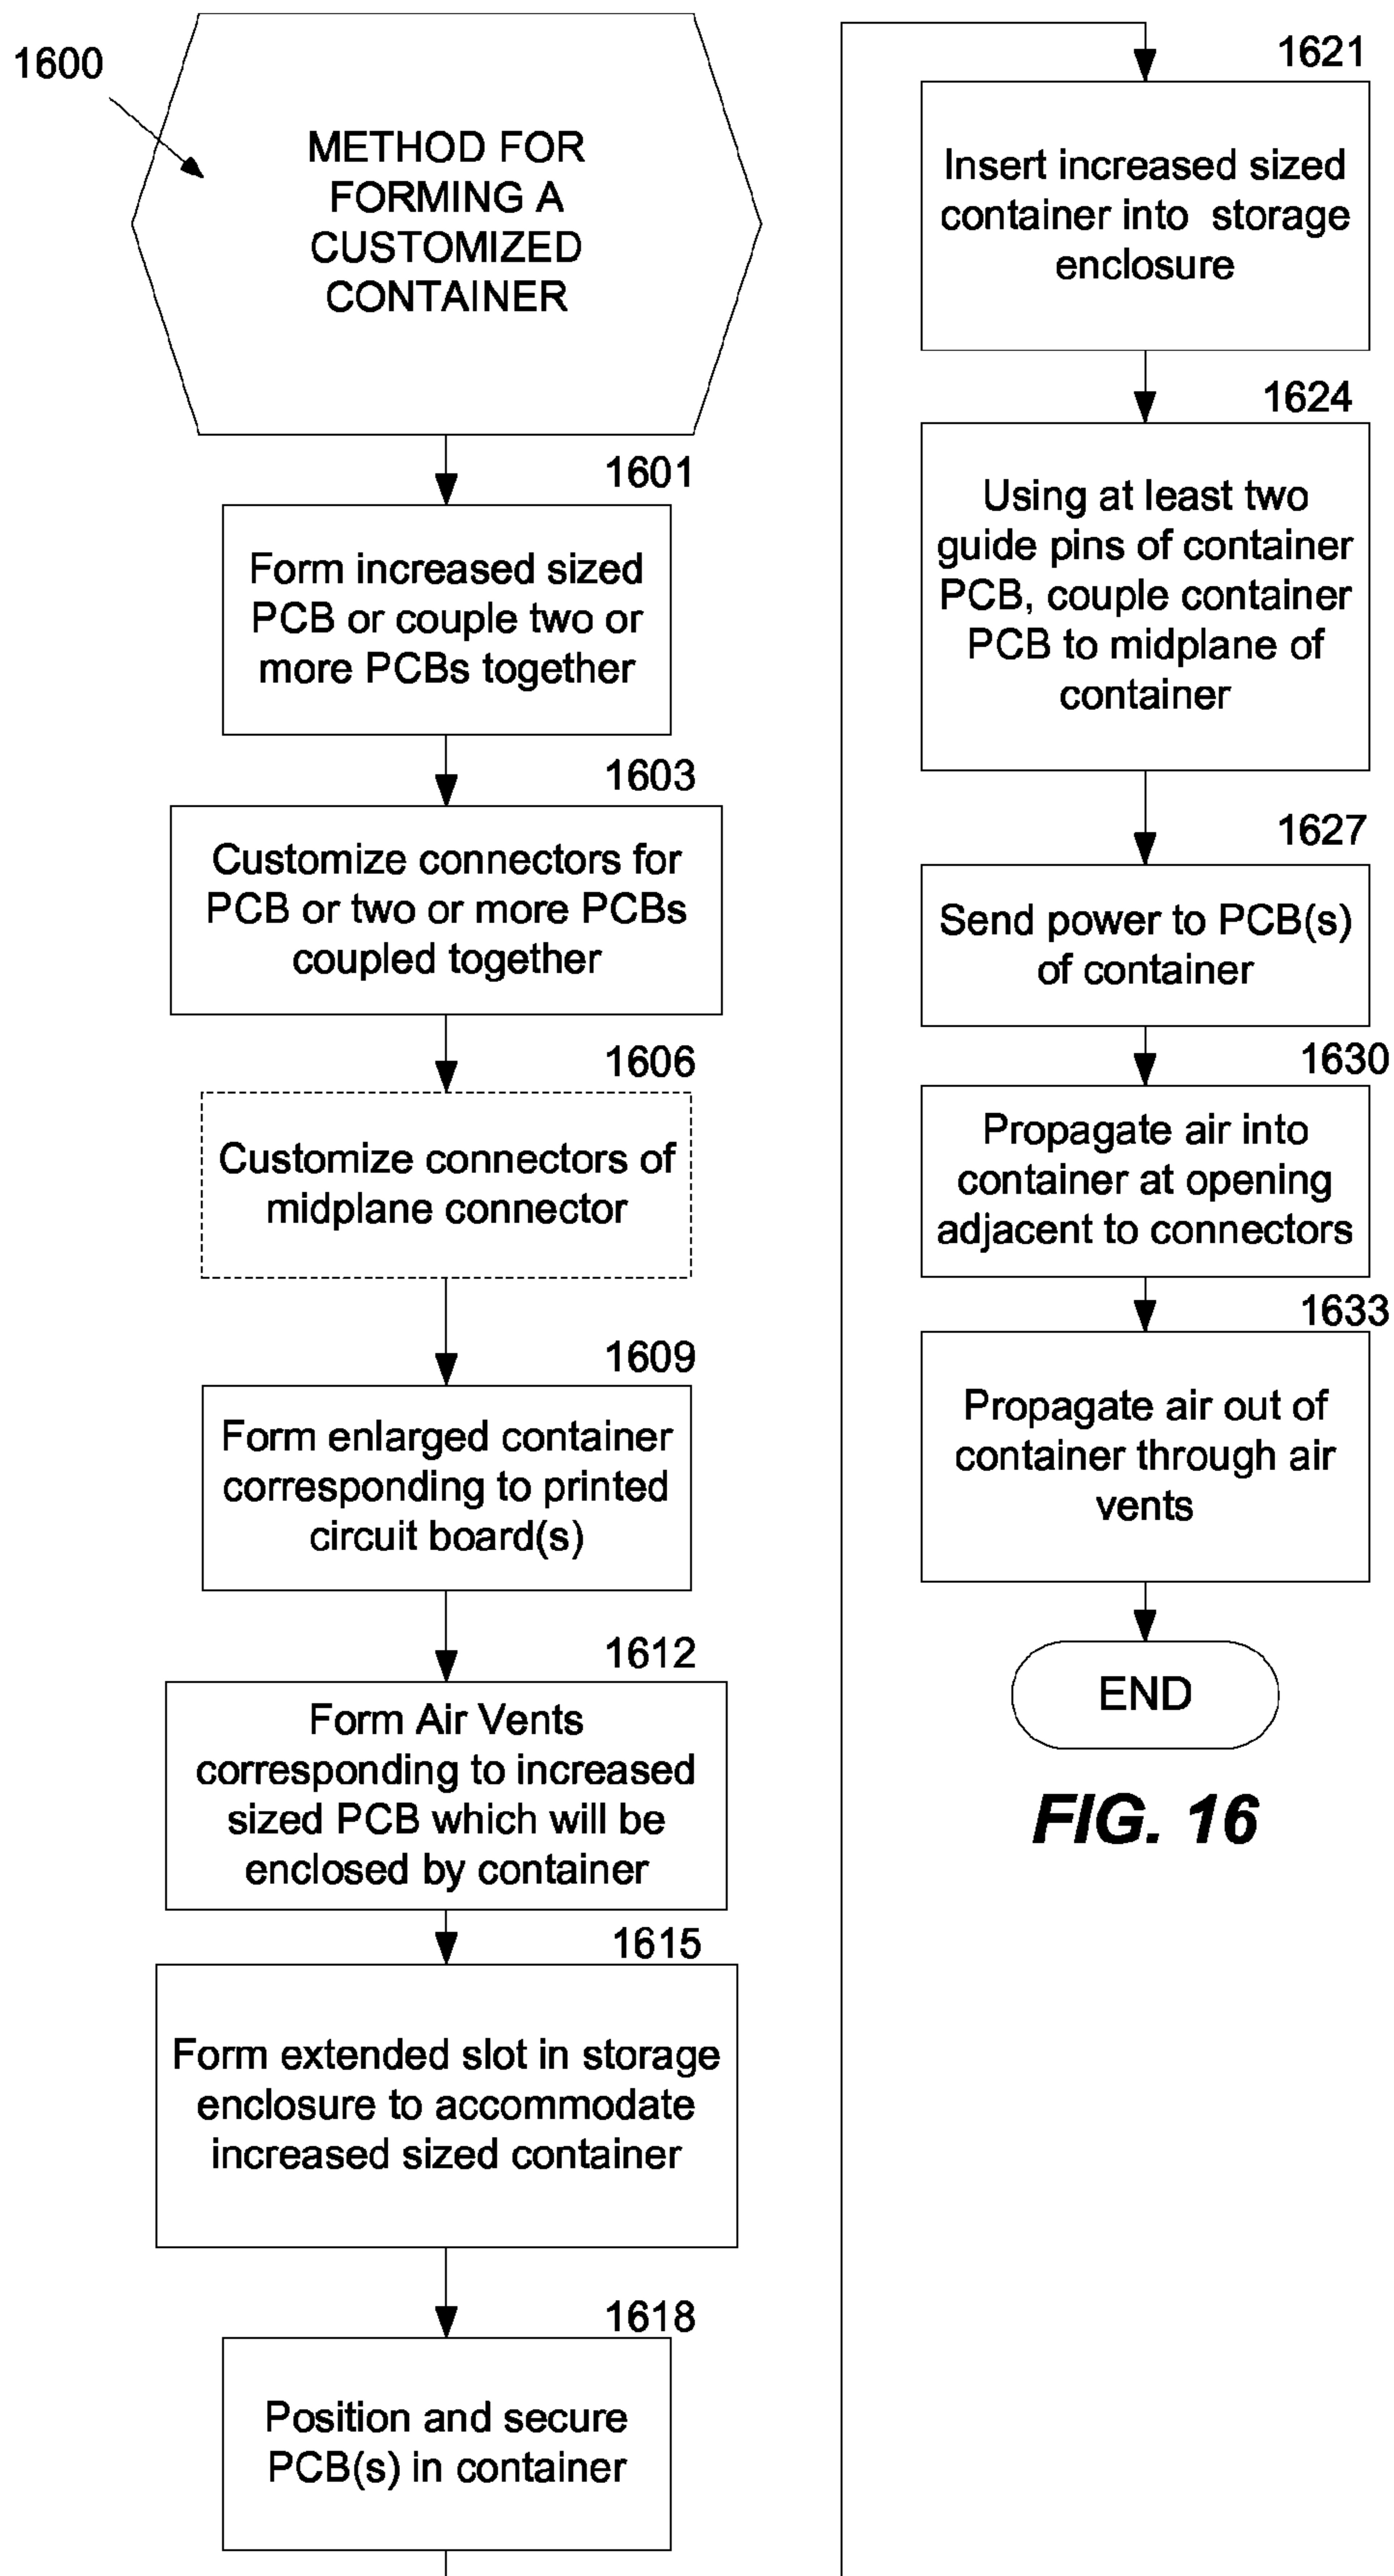 1600
METHOD FOR
FORMING A
CUSTOMIZED
CONTAINER
1601
Form increased sized
PCB or couple two or
more PCBs together
1603
Customize connectors for
PCB or two or more PCBs
coupled together
1606
Customize connectors of
midplane connector
1609
Form enlarged container
corresponding to printed
circuit board(s)
1612
Form Air Vents
corresponding to increased
sized PCB which will be
enclosed by container
1615
Form extended slot in storage
enclosure to accommodate
increased sized container
1618
Position and secure
PCB(s) in container
1621
Insert increased sized
container into storage
enclosure
1624
Using at least two
guide pins of container
PCB, couple container
PCB to midplane of
container
1627
Send power to PCB(s)
of container
1630
Propagate air into
container at opening
adjacent to connectors
1633
Propagate air out of
container through air
vents
END
FIG. 16